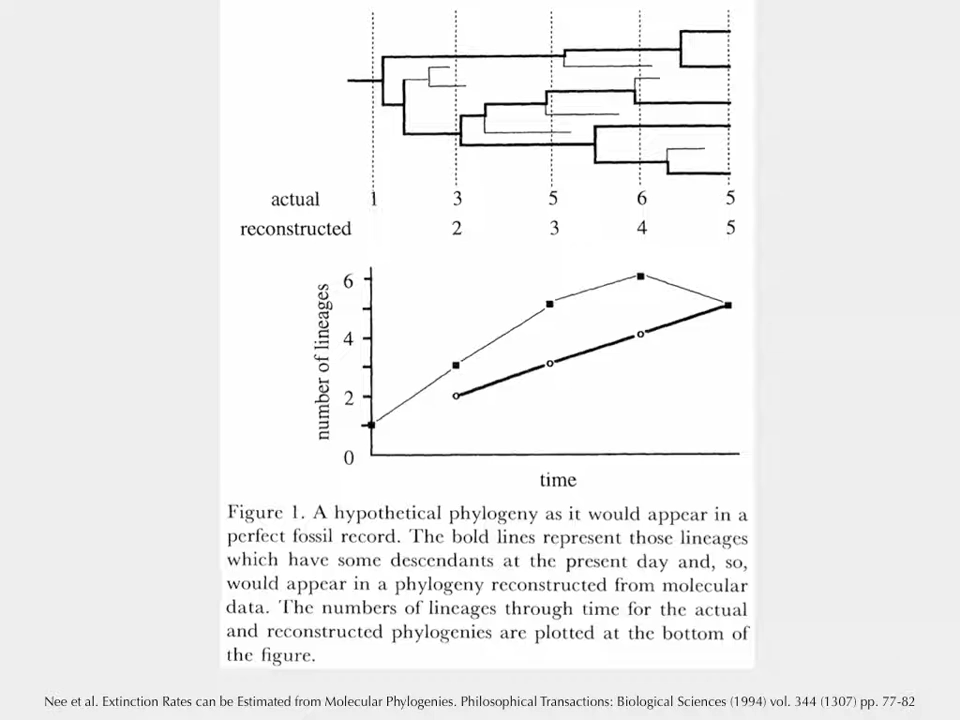 actual 1 3 5 6 5
reconstructed 2 3 4 5
number of lineages
6
4
2
0
time
Figure 1. A hypothetical phylogeny as it would appear in a
perfect fossil record. The bold lines represent those lineages
which have some descendants at the present day and, so,
would appear in a phylogeny reconstructed from molecular
data. The numbers of lineages through time for the actual
and reconstructed phylogenies are plotted at the bottom of
the figure.
Nee et al. Extinction Rates can be Estimated from Molecular Phylogenies. Philosophical Transactions: Biological Sciences (1994) vol. 344 (1307) pp. 77-82